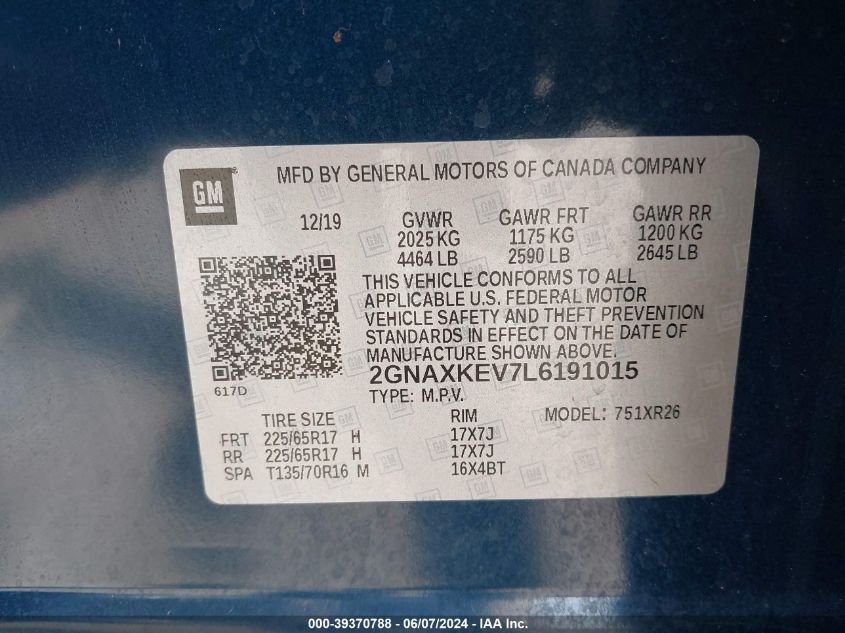 GM
MFD BY GENERAL MOTORS OF CANADA COMPANY
12/19 GVWR GAWR FRT GAWR RR
2025 KG 1175 KG 1200 KG
4464 LB 2590 LB 2645 LB
THIS VEHICLE CONFORMS TO ALL
APPLICABLE U.S. FEDERAL MOTOR
VEHICLE SAFETY AND THEFT PREVENTION
STANDARDS IN EFFECT ON THE DATE OF
MANUFACTURE SHOWN ABOVE.
617D
2GNAXKEV7L6191015
TYPE: M.P.V.
TIRE SIZE RIM MODEL: 751XR26
FRT 225/65R17 H 17X7J
RR 225/65R17 H 17X7J
SPA T135/70R16 M 16X4BT
000-39370788 - 06/07/2024 - IAA Inc.